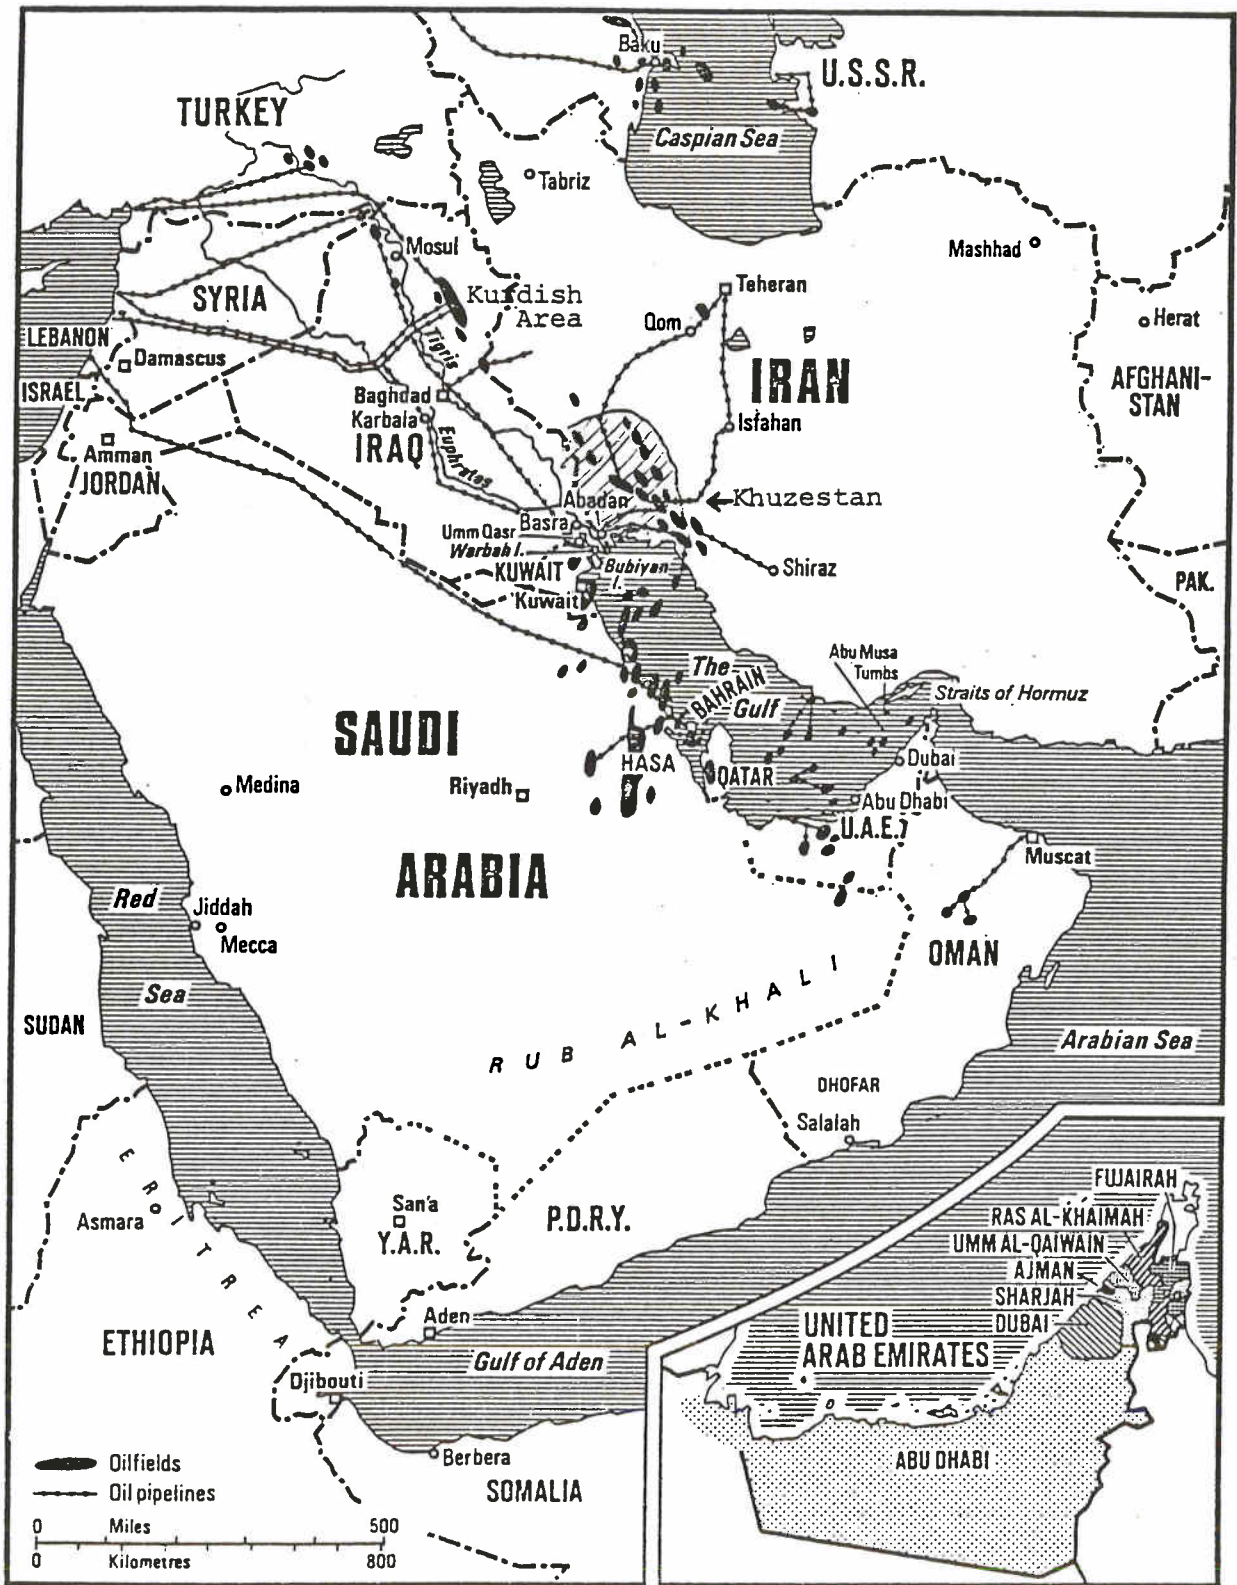 Baku
U.S.S.R.
TURKEY
Caspian Sea
Tabriz
Mashhad
Mosul
Teheran
SYRIA
Kurdish
Area
Qom
Herat
LEBANON
Tigris
IRAN
Damascus
AFGHANI-
STAN
ISRAEL
Baghdad
Karbala
Isfahan
IRAQ
Euphrates
Amman
JORDAN
Abadan
Khuzestan
Basra
Umm Qasr
Warbah I.
Bubiyan
I.
Shiraz
KUWAIT
PAK.
Kuwait
Abu Musa
Tumbs
The
Gulf
BAHRAIN
Straits of Hormuz
SAUDI
HASA
QATAR
Dubai
Medina
Riyadh
Abu Dhabi
U.A.E.
ARABIA
Muscat
Red
Sea
Jiddah
Mecca
OMAN
RUB AL-KHALI
SUDAN
Arabian Sea
DHOFAR
Salalah
ERITREA
FUJAIRAH
San'a
Y.A.R.
P.D.R.Y.
Asmara
RAS AL-KHAIMAH
UMM AL-QAIWAIN
AJMAN
SHARJAH
DUBAI
Aden
ETHIOPIA
UNITED
ARAB EMIRATES
Gulf of Aden
Djibouti
Berbera
ABU DHABI
SOMALIA
Oilfields
Oil pipelines
0 Miles 500
0 Kilometres 800